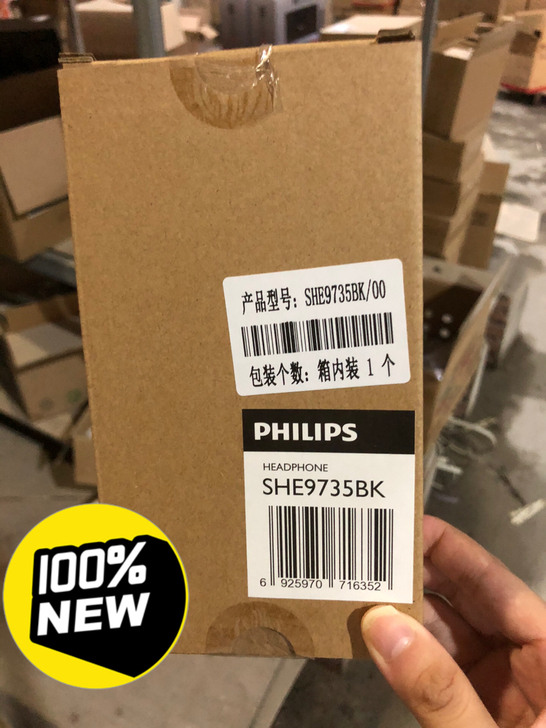 产品型号: SHE9735BK/00
包装个数: 箱内装 1 个
PHILIPS
HEADPHONE
SHE9735BK
6 925970 716352
100%
NEW